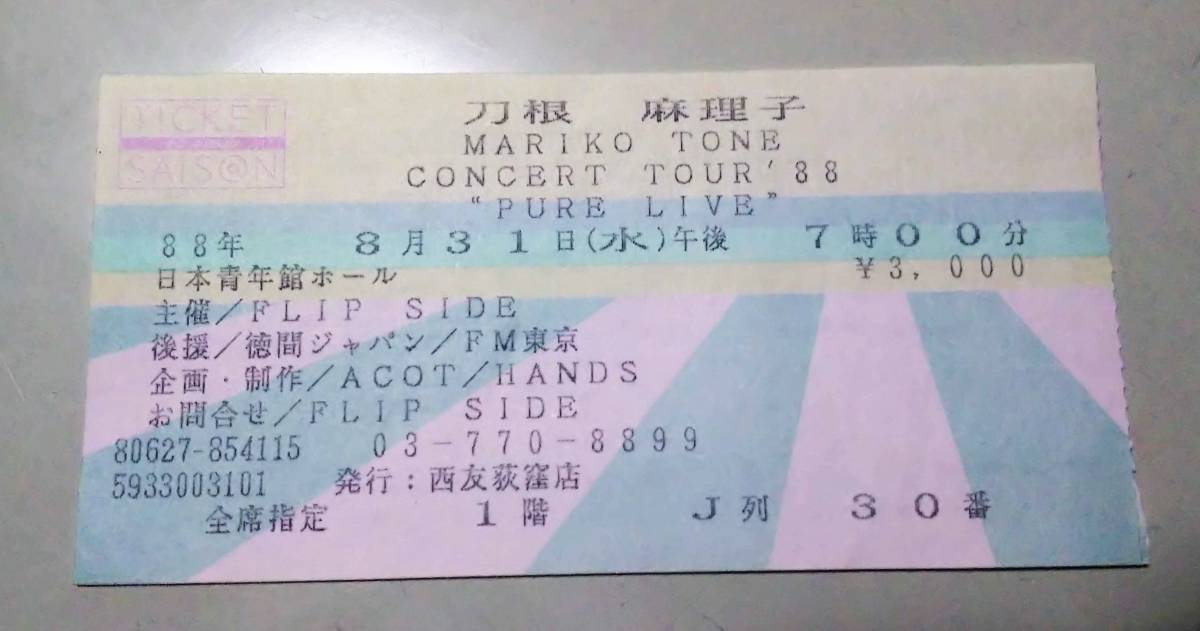 TICKET
SAIS@N
刀根 麻理子
MARIKO TONE
CONCERT TOUR '88
"PURE LIVE"
88年 8月31日(水)午後 7時00分
日本青年館ホール ¥3,000
主催/FLIP SIDE
後援/徳間ジャパン/FM東京
企画・制作/ACOT/HANDS
お問合せ/FLIP SIDE
80627-854115 03-770-8899
5933003101 発行:西友荻窪店
全席指定 1階 J列 30番